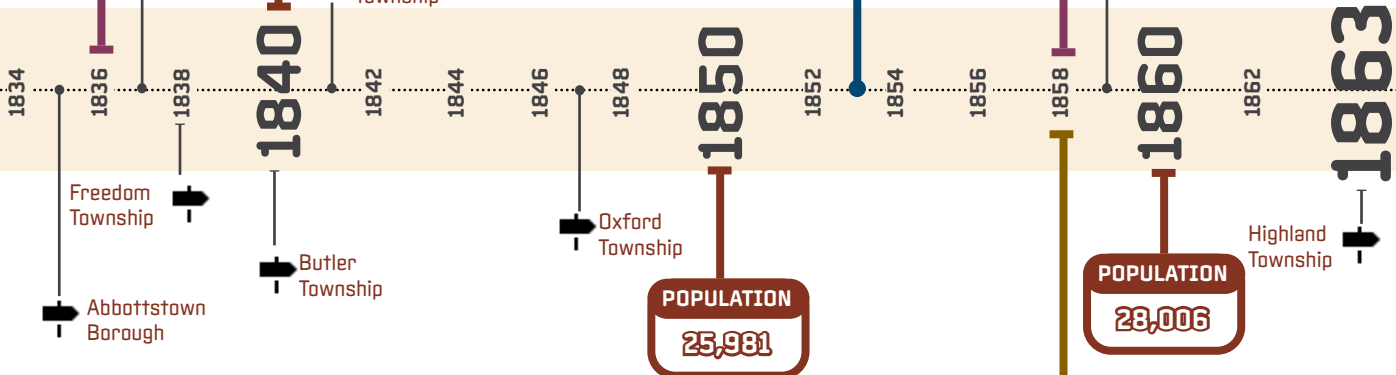 Township
1834
1836
1838
1840
1842
1844
1846
1848
1850
1852
1854
1856
1858
1860
1862
1863
Freedom
Township
Abbottstown
Borough
Butler
Township
Oxford
Township
POPULATION
25,981
POPULATION
28,006
Highland
Township